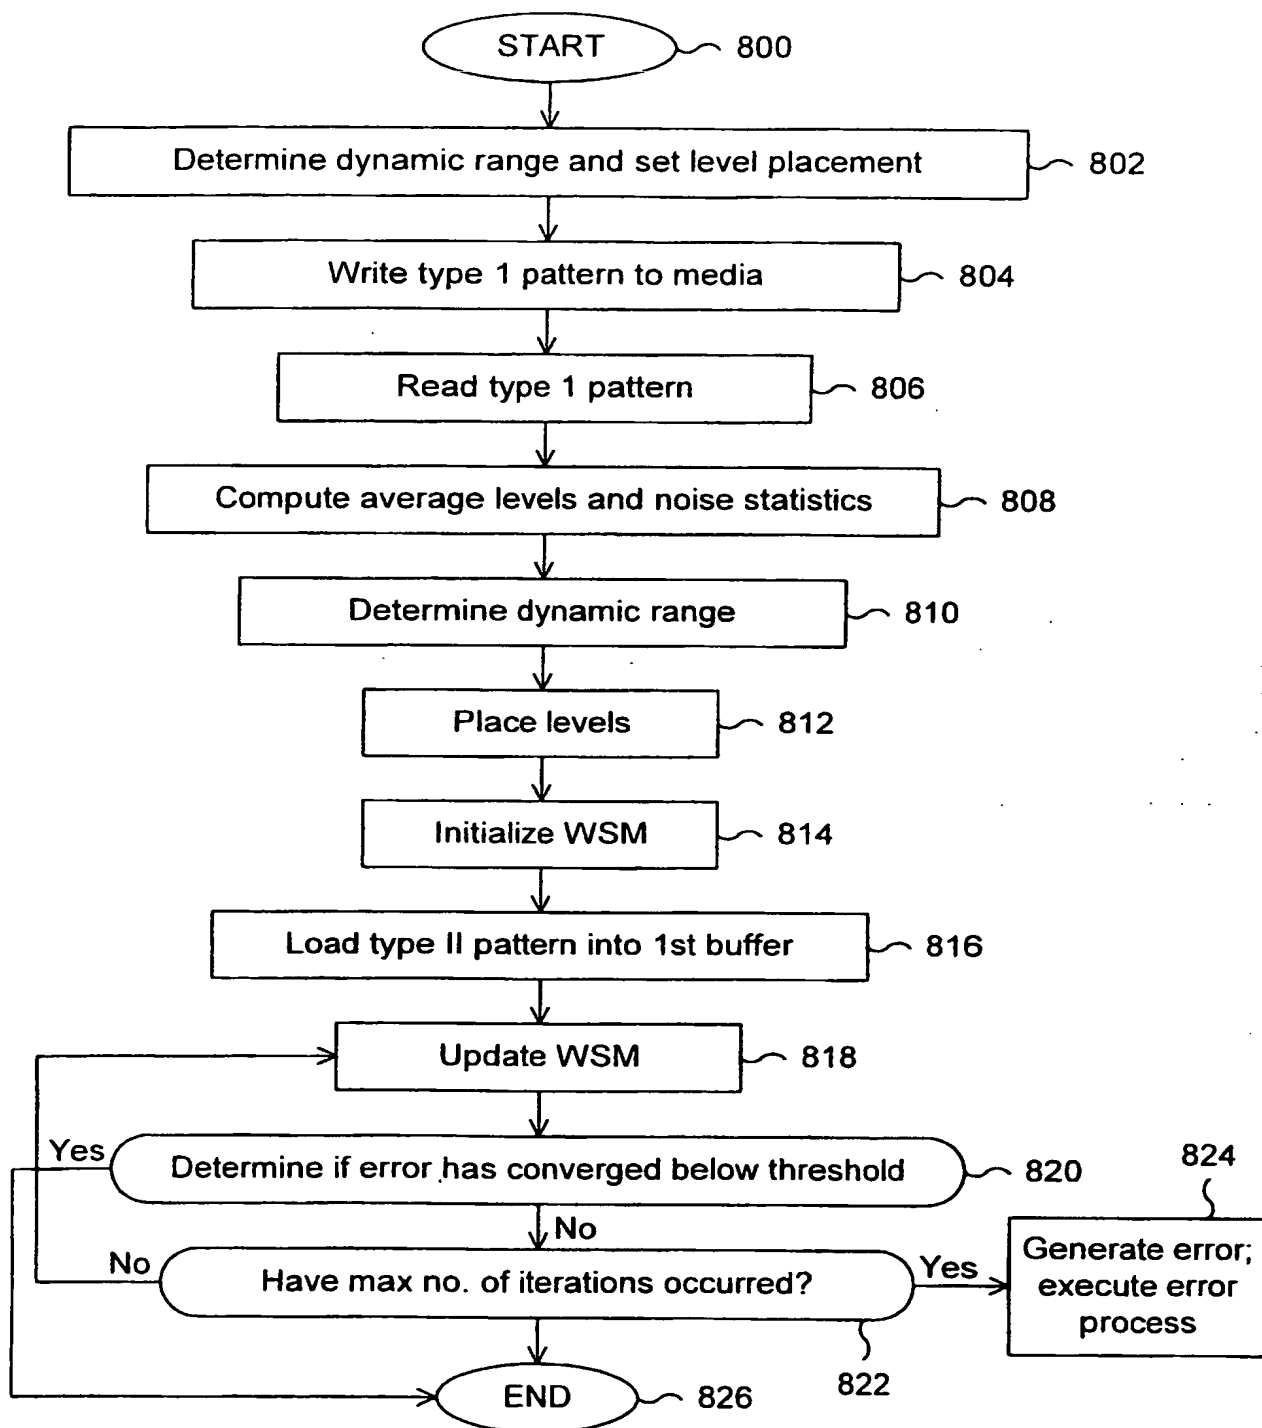 START 800
Determine dynamic range and set level placement 802
Write type 1 pattern to media 804
Read type 1 pattern 806
Compute average levels and noise statistics 808
Determine dynamic range 810
Place levels 812
Initialize WSM 814
Load type II pattern into 1st buffer 816
Update WSM 818
Yes
Determine if error has converged below threshold 820
824
No
No
Have max no. of iterations occurred?
Yes
Generate error;
execute error
process
822
END 826